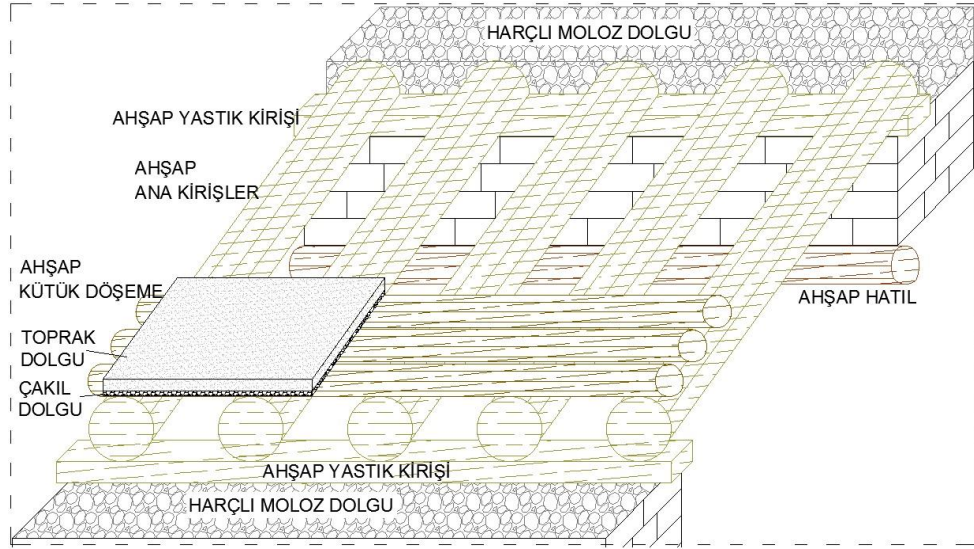 HARÇLI MOLOZ DOLGU
AHŞAP YASTIK KİRİŞİ
AHŞAP
ANA KİRİŞLER
AHŞAP
KÜTÜK DÖŞEME
AHŞAP HATIL
TOPRAK
DOLGU
ÇAKIL
DOLGU
AHŞAP YASTIK KİRİŞİ
HARÇLI MOLOZ DOLGU